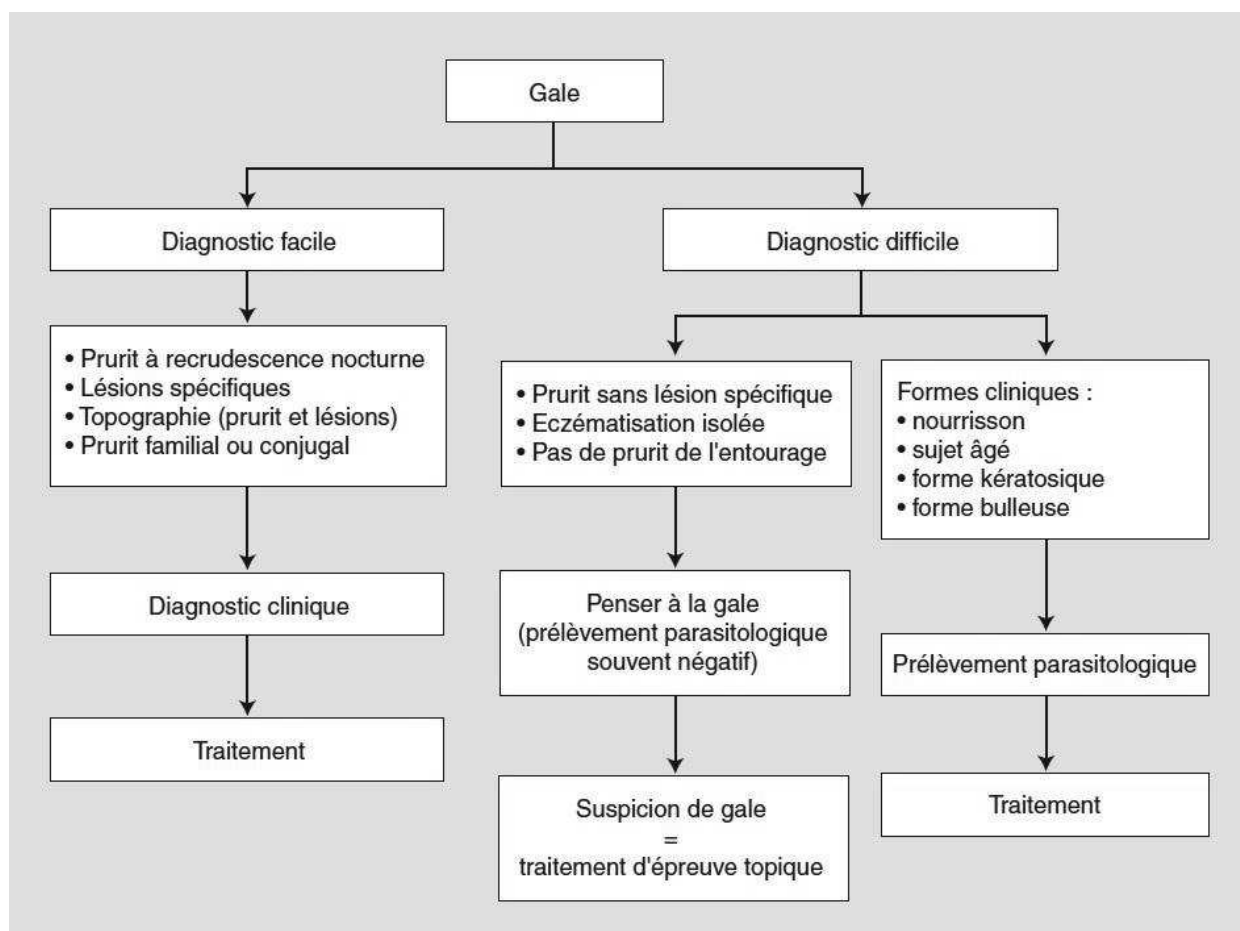 Gale
Diagnostic facile
Diagnostic difficile
• Prurit à recrudescence nocturne
• Lésions spécifiques
• Topographie (prurit et lésions)
• Prurit familial ou conjugal
• Prurit sans lésion spécifique
• Eczématisation isolée
• Pas de prurit de l'entourage
Formes cliniques :
• nourrisson
• sujet âgé
• forme kératosique
• forme bulleuse
Diagnostic clinique
Penser à la gale
(prélèvement parasitologique
souvent négatif)
Prélèvement parasitologique
Traitement
Suspicion de gale
=
traitement d'épreuve topique
Traitement